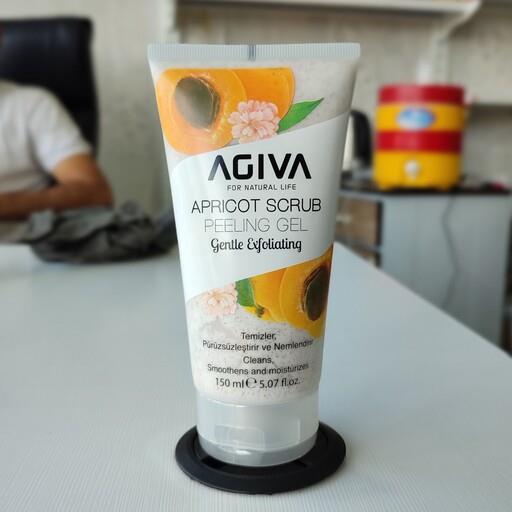 AGIVA
FOR NATURAL LIFE
APRICOT SCRUB
PEELING GEL
Gentle Exfoliating
Temizler,
Pürüzsüzleştirir ve Nemlendirir
Cleans,
Smoothens and moisturizes
150 ml ℮ 5.07 fl.oz.